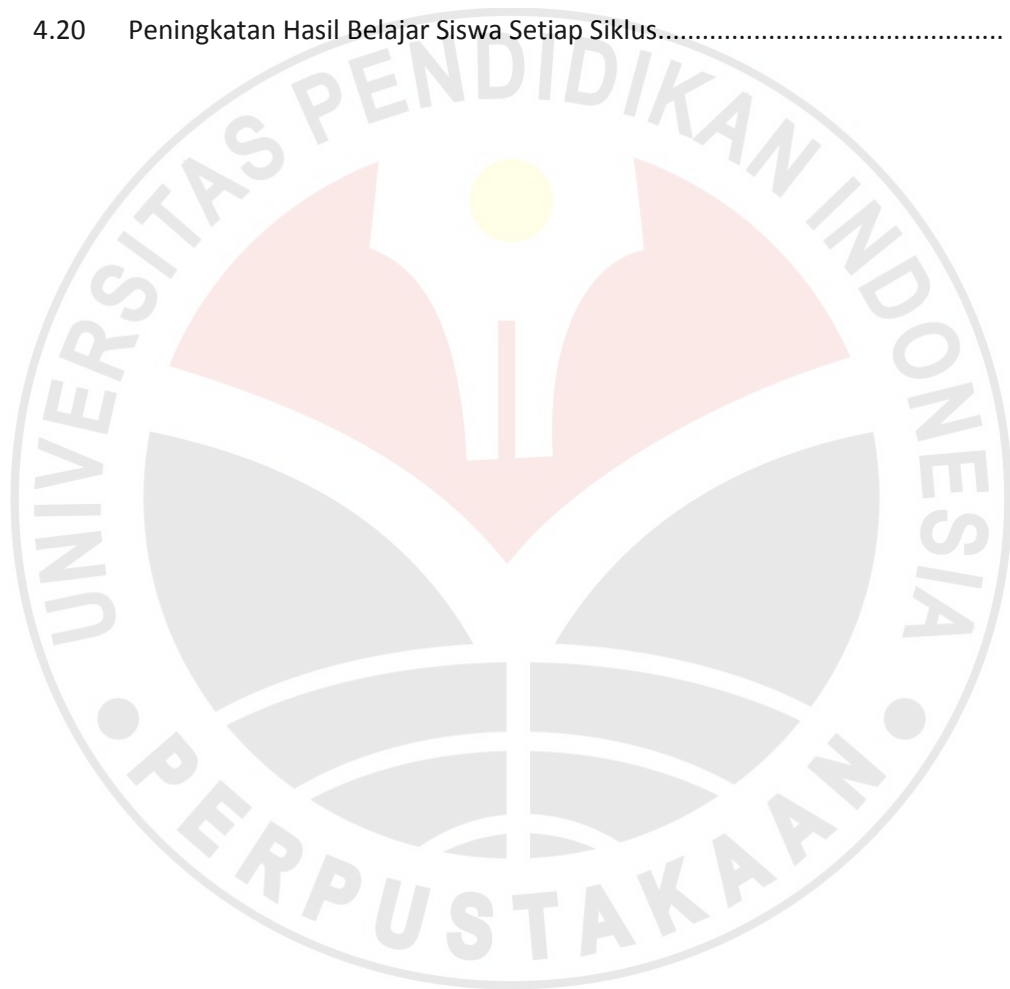 4.20 Peningkatan Hasil Belajar Siswa Setiap Siklus...............................................
UNIVERSITAS PENDIDIKAN INDONESIA
PERPUSTAKAAN